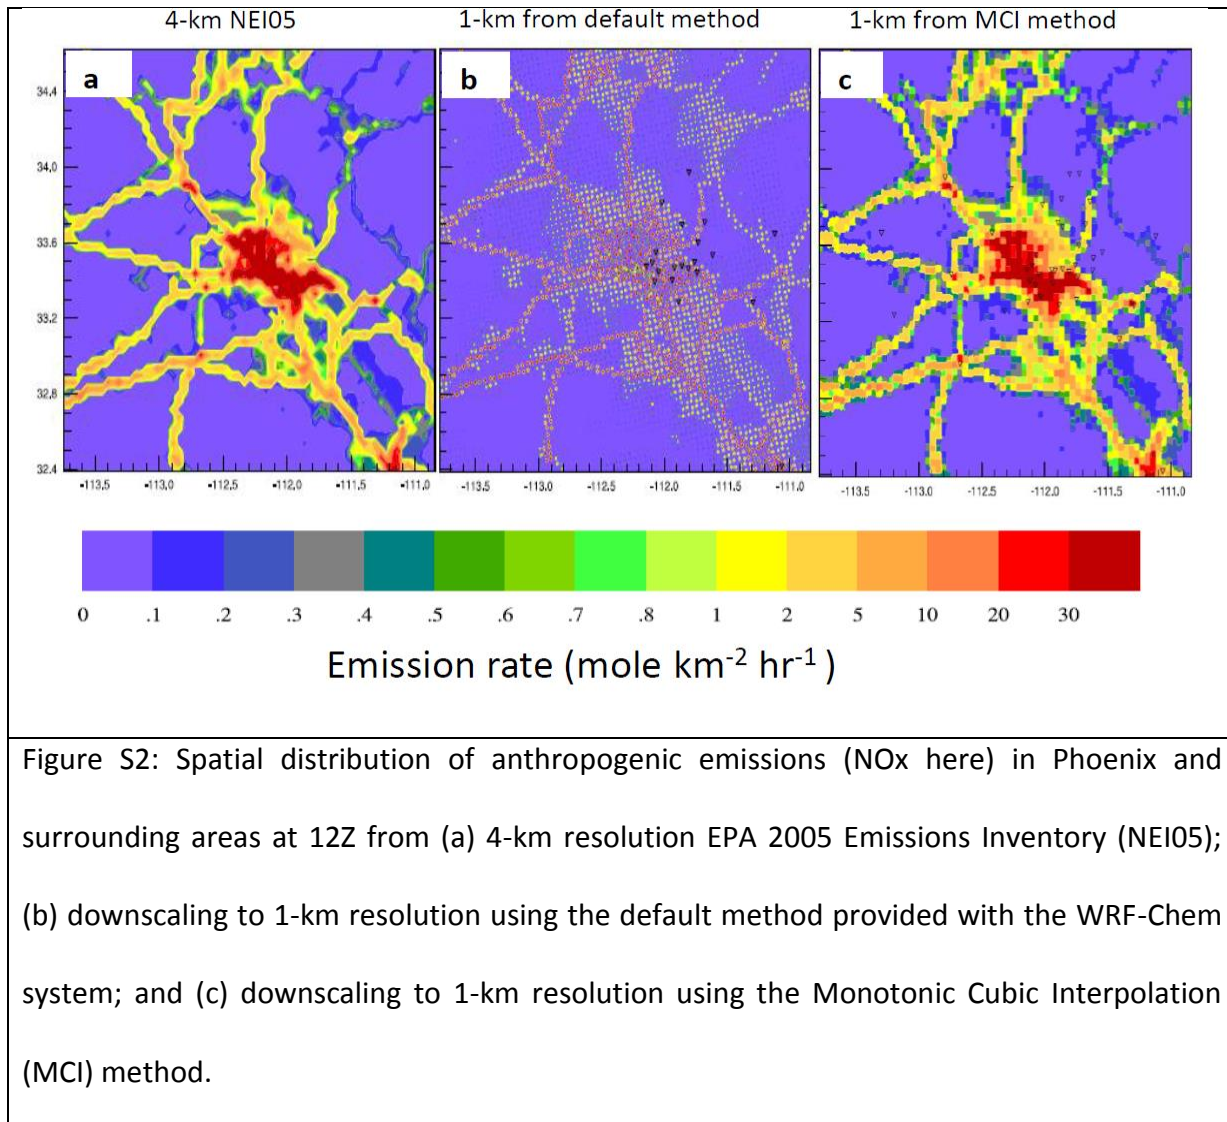 4-km NEI05 1-km from default method 1-km from MCI method
a b c
34.4
34.0
33.6
33.2
32.8
32.4
-113.5 -113.0 -112.5 -112.0 -111.5 -111.0 -113.5 -113.0 -112.5 -112.0 -111.5 -111.0 -113.5 -113.0 -112.5 -112.0 -111.5 -111.0
0 .1 .2 .3 .4 .5 .6 .7 .8 1 2 5 10 20 30
Emission rate (mole km⁻² hr⁻¹ )
Figure S2: Spatial distribution of anthropogenic emissions (NOx here) in Phoenix and
surrounding areas at 12Z from (a) 4-km resolution EPA 2005 Emissions Inventory (NEI05);
(b) downscaling to 1-km resolution using the default method provided with the WRF-Chem
system; and (c) downscaling to 1-km resolution using the Monotonic Cubic Interpolation
(MCI) method.